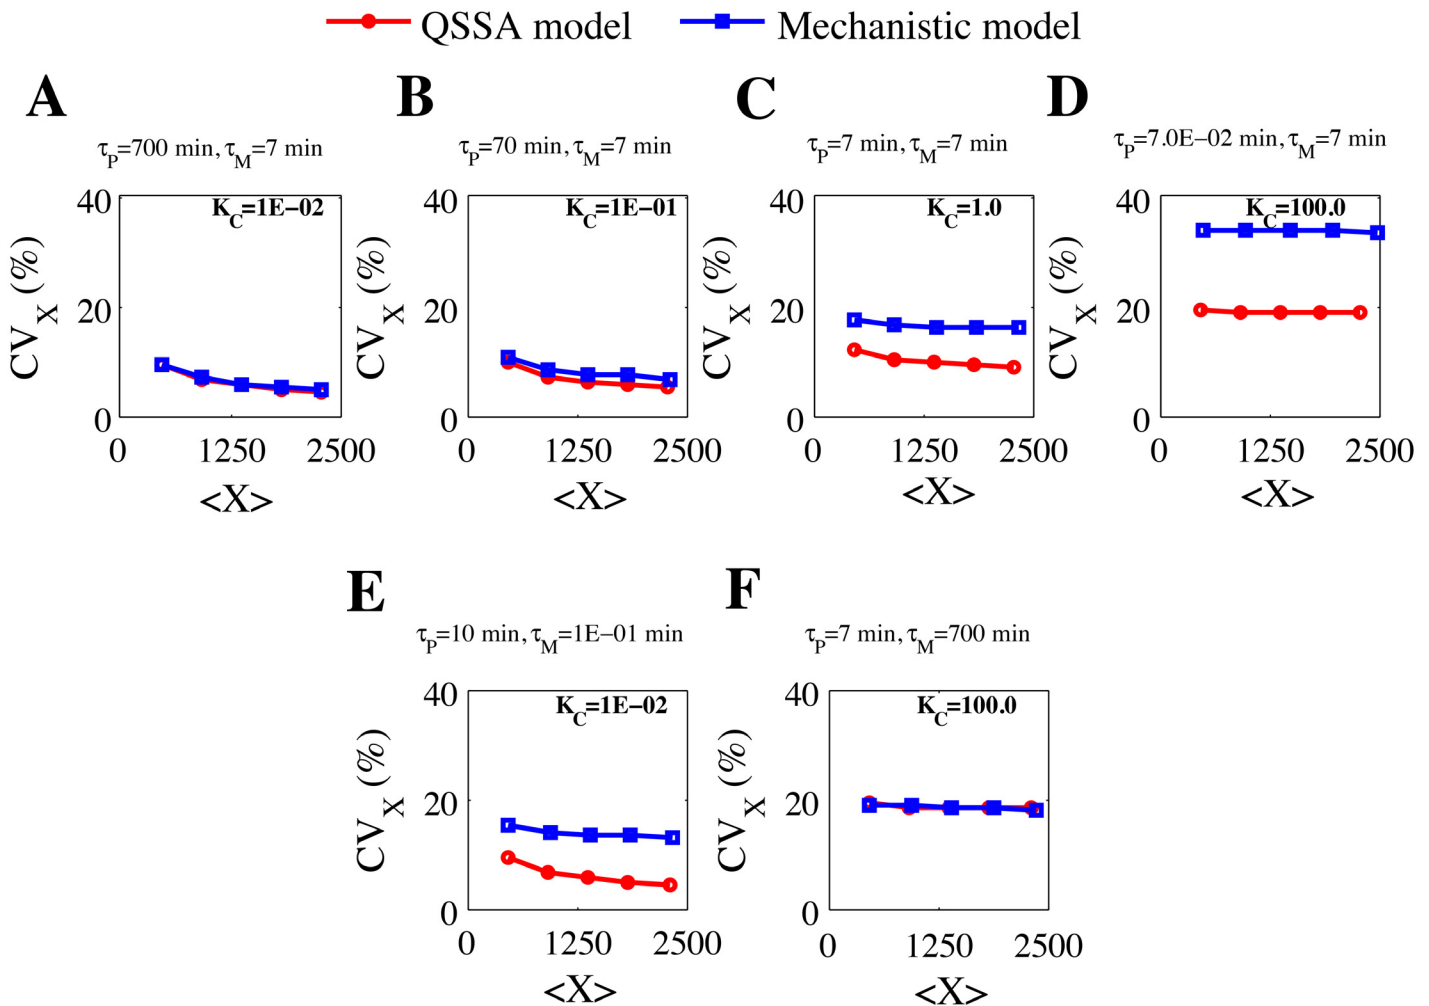 QSSA model Mechanistic model
A
τP=700 min, τM=7 min
KC=1E−02
40
20
0
0 1250 2500
CVX (%)
<X>
B
τP=70 min, τM=7 min
KC=1E−01
40
20
0
0 1250 2500
CVX (%)
<X>
C
τP=7 min, τM=7 min
KC=1.0
40
20
0
0 1250 2500
CVX (%)
<X>
D
τP=7.0E−02 min, τM=7 min
KC=100.0
40
20
0
0 1250 2500
CVX (%)
<X>
E
τP=10 min, τM=1E−01 min
KC=1E−02
40
20
0
0 1250 2500
CVX (%)
<X>
F
τP=7 min, τM=700 min
KC=100.0
40
20
0
0 1250 2500
CVX (%)
<X>